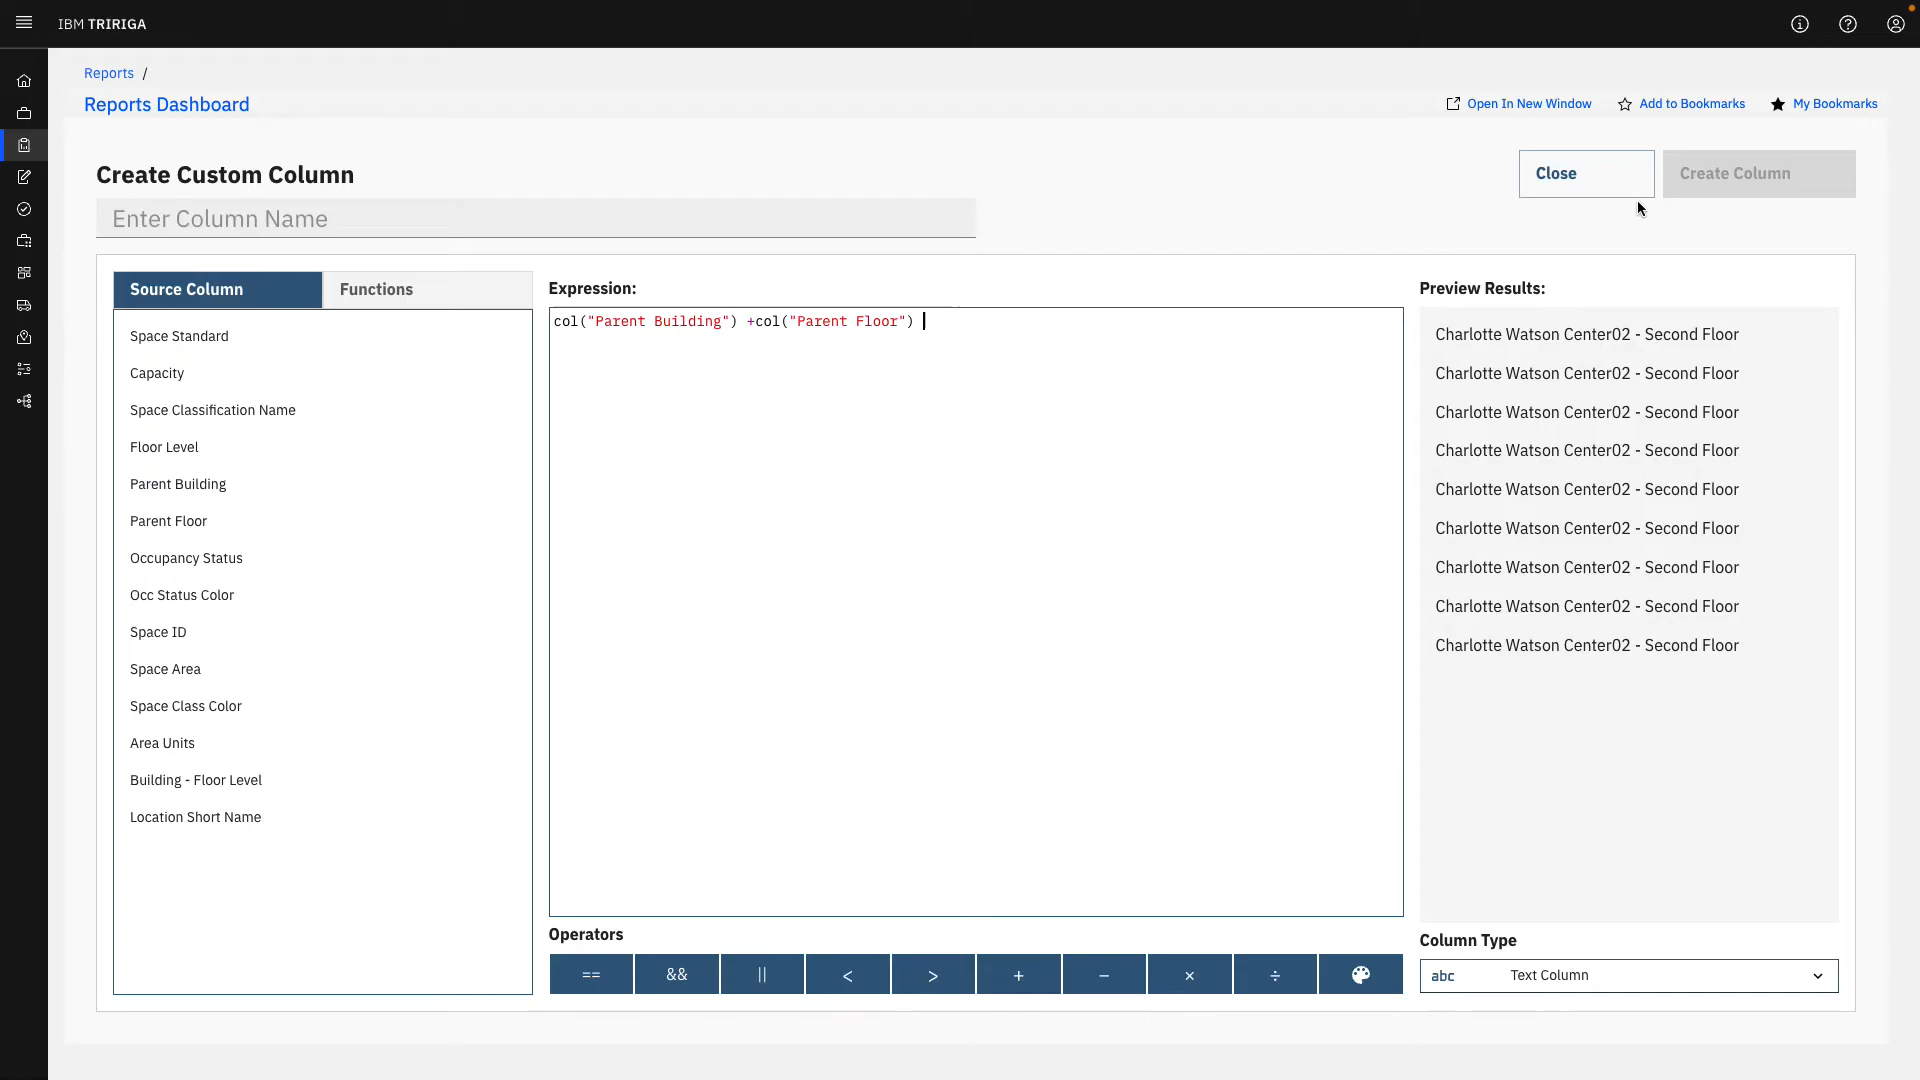 IBM TRIRIGA
Reports /
Reports Dashboard
Open In New Window
Add to Bookmarks
My Bookmarks
Create Custom Column
Close
Create Column
Enter Column Name
Source Column
Functions
Space Standard
Capacity
Space Classification Name
Floor Level
Parent Building
Parent Floor
Occupancy Status
Occ Status Color
Space ID
Space Area
Space Class Color
Area Units
Building - Floor Level
Location Short Name
Expression:
col("Parent Building") +col("Parent Floor")
Operators
==
&&
||
<
>
+
−
×
÷
Preview Results:
Charlotte Watson Center02 - Second Floor
Charlotte Watson Center02 - Second Floor
Charlotte Watson Center02 - Second Floor
Charlotte Watson Center02 - Second Floor
Charlotte Watson Center02 - Second Floor
Charlotte Watson Center02 - Second Floor
Charlotte Watson Center02 - Second Floor
Charlotte Watson Center02 - Second Floor
Charlotte Watson Center02 - Second Floor
Column Type
abc Text Column